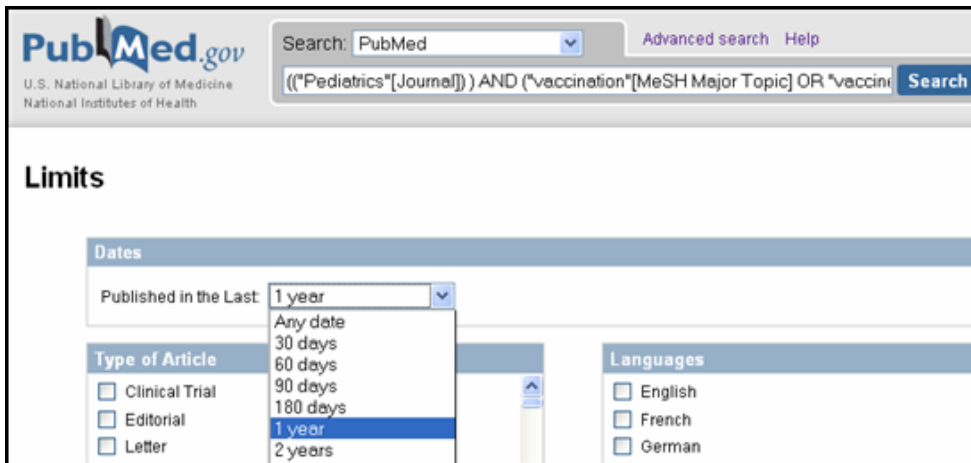 PubMed.gov
U.S. National Library of Medicine
National Institutes of Health
Search: PubMed
Advanced search Help
(("Pediatrics"[Journal]) ) AND ("vaccination"[MeSH Major Topic] OR "vaccine
Search
Limits
Dates
Published in the Last: 1 year
Any date
30 days
60 days
90 days
180 days
1 year
2 years
Type of Article
Clinical Trial
Editorial
Letter
Languages
English
French
German